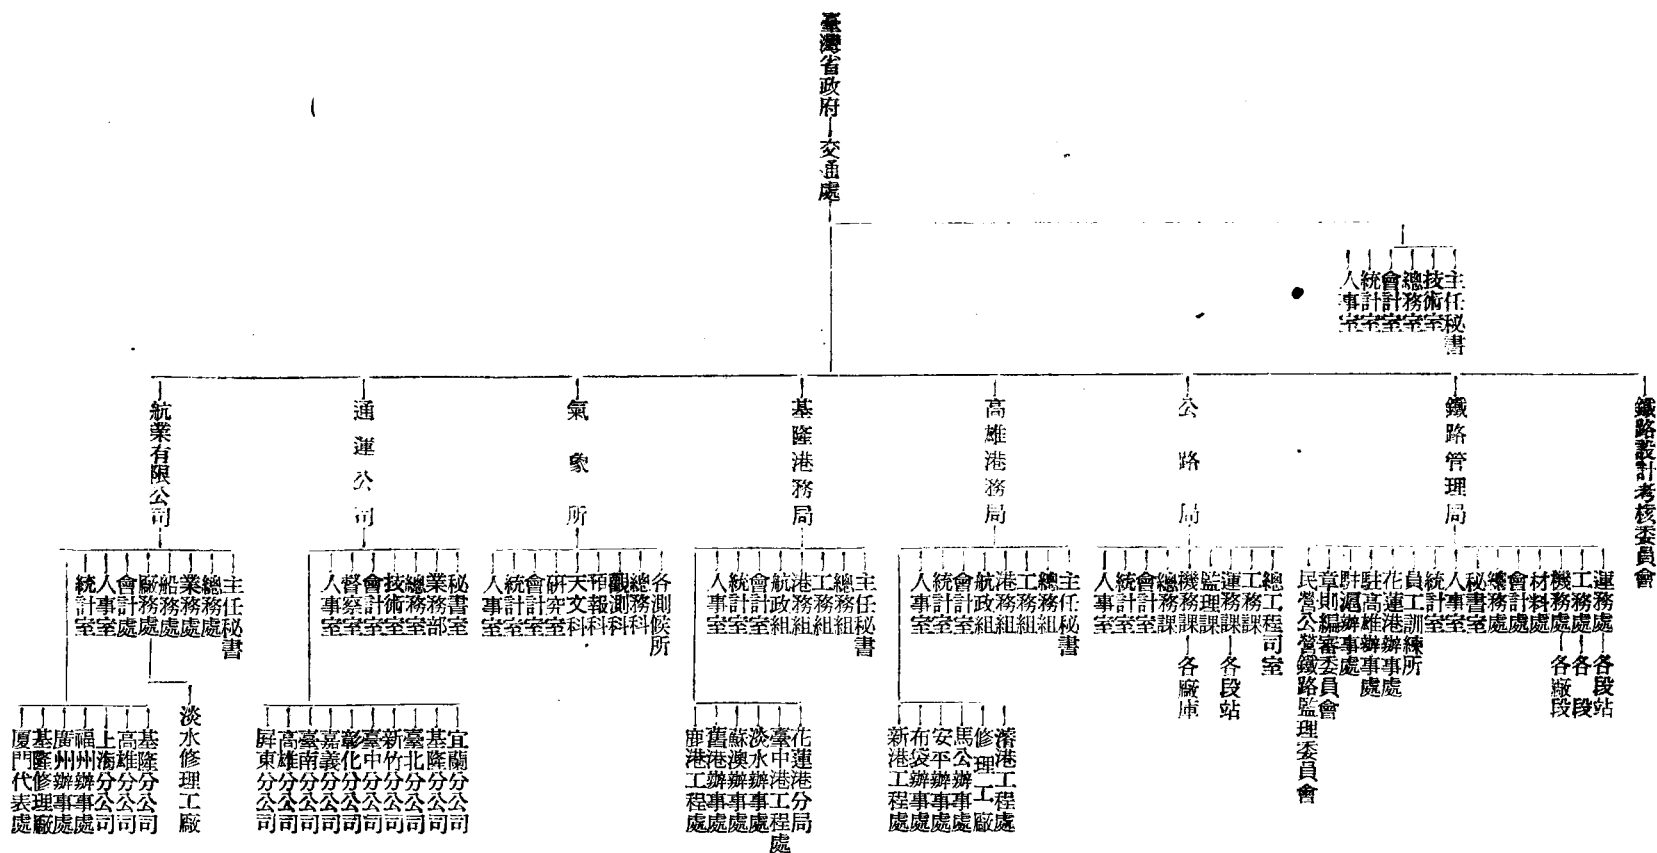 臺灣省政府
交通處
主任秘書
技術室
總務室
會計室
統計室
人事室
鐵路設計考核委員會
鐵路管理局
運務處
各段站
工務處
各段
機務處
各廠段
材料處
會計處
總務處
秘書室
人事室
統計室
員工訓練所
花蓮港辦事處
駐高雄辦事處
駐滬辦事處
章則編審委員會
民營公營鐵路監理委員會
公路局
總工程司室
工務課
運務課
各段站
監理課
機務課
各廠庫
總務課
會計室
統計室
人事室
高雄港務局
主任秘書
總務組
工務組
港務組
航政組
會計室
統計室
人事室
濬港工程處
修理工廠
馬公辦事處
安平辦事處
布袋辦事處
新港工程處
基隆港務局
主任秘書
總務組
工務組
港務組
航政組
會計室
統計室
人事室
花蓮港分局
臺中港工程處
淡水辦事處
蘇澳辦事處
舊港辦事處
鹿港工程處
氣象所
各測候所
總務科
觀測科
預報科
天文科
研究室
會計室
統計室
人事室
通運公司
秘書室
業務部
總務室
技術室
會計室
督察室
人事室
宜蘭分公司
基隆分公司
臺北分公司
新竹分公司
臺中分公司
彰化分公司
嘉義分公司
臺南分公司
高雄分公司
屏東分公司
航業有限公司
主任秘書
總務處
業務處
船務處
廠務處
會計處
人事室
統計室
淡水修理工廠
基隆分公司
高雄分公司
上海分公司
福州辦事處
廣州辦事處
基隆修理廠
廈門代表處